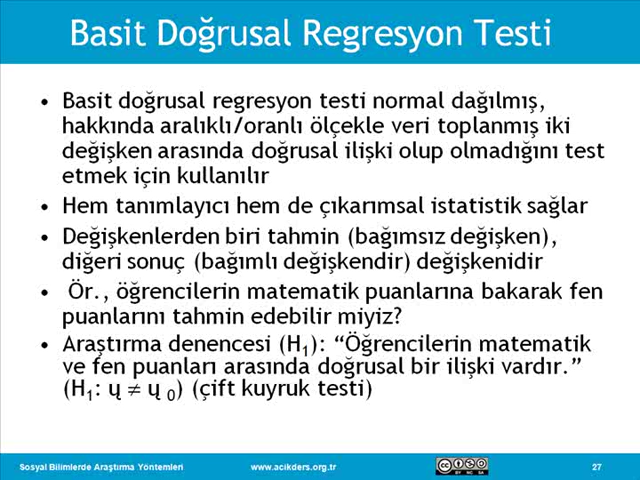 Basit Doğrusal Regresyon Testi
• Basit doğrusal regresyon testi normal dağılmış,
hakkında aralıklı/oranlı ölçekle veri toplanmış iki
değişken arasında doğrusal ilişki olup olmadığını test
etmek için kullanılır
• Hem tanımlayıcı hem de çıkarımsal istatistik sağlar
• Değişkenlerden biri tahmin (bağımsız değişken),
diğeri sonuç (bağımlı değişkendir) değişkenidir
• Ör., öğrencilerin matematik puanlarına bakarak fen
puanlarını tahmin edebilir miyiz?
• Araştırma denencesi (H₁): “Öğrencilerin matematik
ve fen puanları arasında doğrusal bir ilişki vardır.”
(H₁: ų ≠ ų ₀) (çift kuyruk testi)
Sosyal Bilimlerde Araştırma Yöntemleri www.acikders.org.tr cc BY NC SA 27